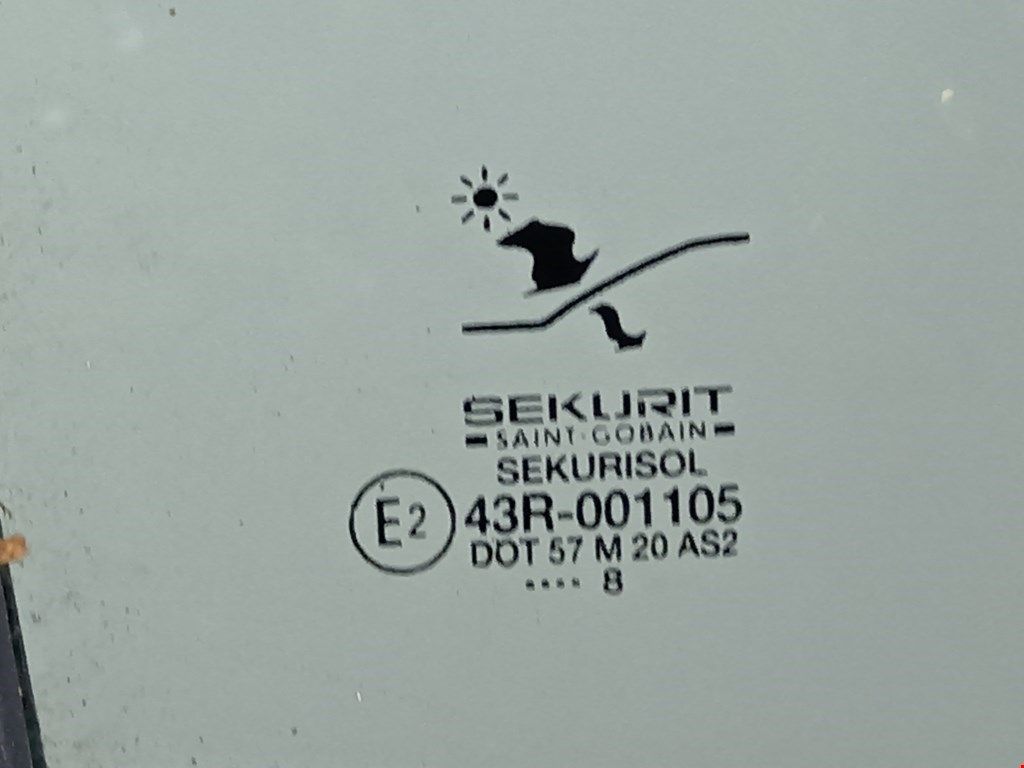 SEKURIT
SAINT-GOBAIN
SEKURISOL
E2 43R-001105
DOT 57 M 20 AS2
.... 8